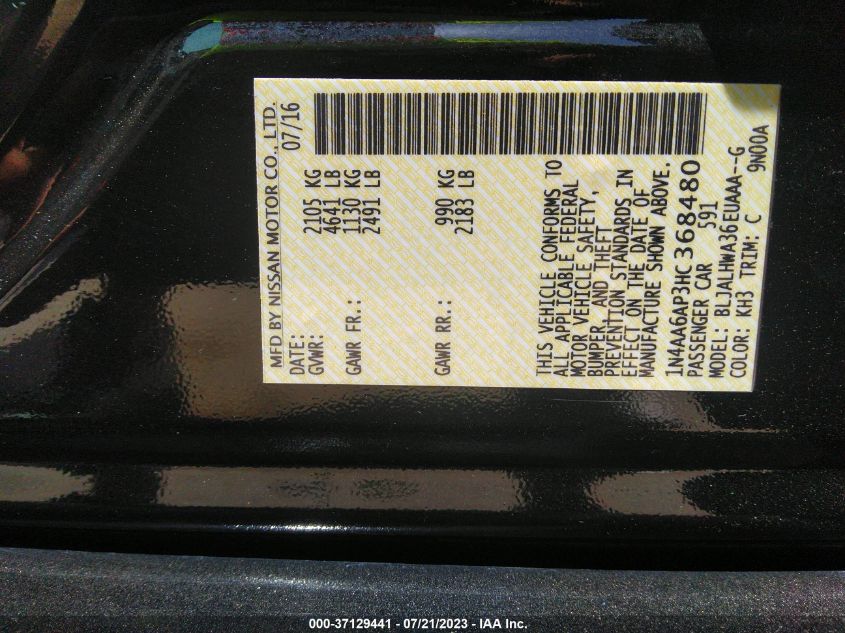 MFD BY NISSAN MOTOR CO., LTD.
DATE: 07/16
GVWR: 2105 KG
4641 LB
GAWR FR.: 1130 KG
2491 LB
GAWR RR.: 990 KG
2183 LB
THIS VEHICLE CONFORMS TO
ALL APPLICABLE FEDERAL
MOTOR VEHICLE SAFETY,
BUMPER, AND THEFT
PREVENTION STANDARDS IN
EFFECT ON THE DATE OF
MANUFACTURE SHOWN ABOVE.
1N4AA6AP3HC368480
PASSENGER CAR 591
MODEL: BLJALHWA36EUAAA--G
COLOR: KH3 TRIM: C 9N00A
000-37129441 - 07/21/2023 - IAA Inc.